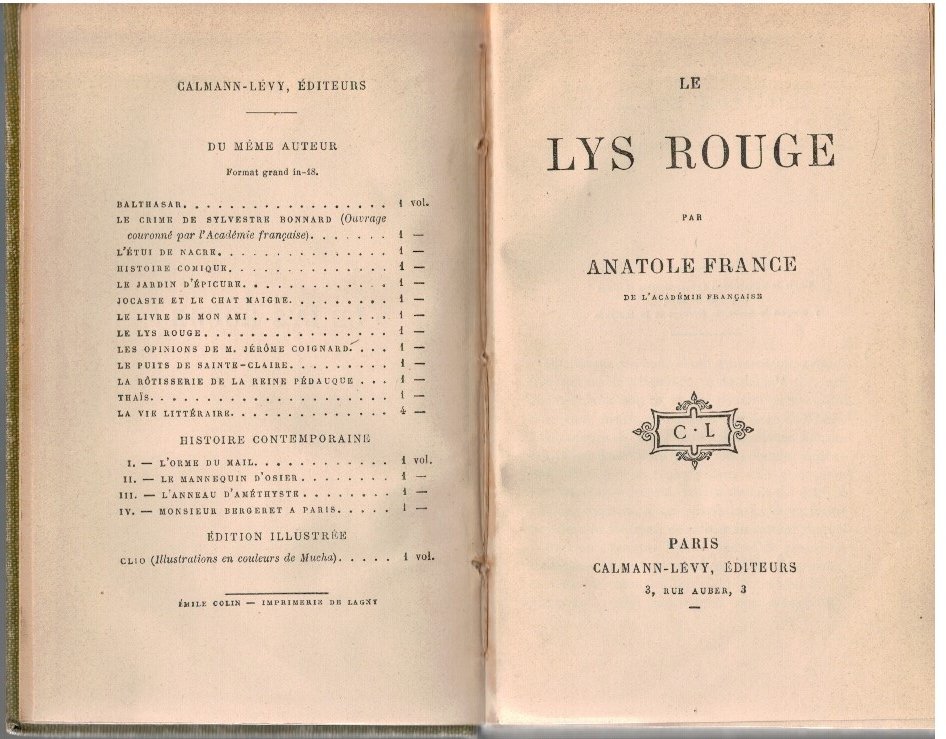 CALMANN-LÉVY, ÉDITEURS
DU MÊME AUTEUR
Format grand in-18.
BALTHASAR. . . . . . . . . . . . . . . . . . 1 vol.
LE CRIME DE SYLVESTRE BONNARD (Ouvrage
couronné par l'Académie française). . . . . . . 1 —
L'ÉTUI DE NACRE. . . . . . . . . . . . . . . 1 —
HISTOIRE COMIQUE. . . . . . . . . . . . . . 1 —
LE JARDIN D'ÉPICURE. . . . . . . . . . . . . 1 —
JOCASTE ET LE CHAT MAIGRE. . . . . . . . . 1 —
LE LIVRE DE MON AMI . . . . . . . . . . . . 1 —
LE LYS ROUGE. . . . . . . . . . . . . . . . 1 —
LES OPINIONS DE M. JÉRÔME COIGNARD. . . . 1 —
LE PUITS DE SAINTE-CLAIRE. . . . . . . . . 1 —
LA RÔTISSERIE DE LA REINE PÉDAUQUE . . . 1 —
THAÏS. . . . . . . . . . . . . . . . . . . . 1 —
LA VIE LITTÉRAIRE. . . . . . . . . . . . . . 4 —
HISTOIRE CONTEMPORAINE
I. — L'ORME DU MAIL. . . . . . . . . . . . 1 vol.
II. — LE MANNEQUIN D'OSIER . . . . . . . . 1 —
III. — L'ANNEAU D'AMÉTHYSTE . . . . . . . . 1 —
IV. — MONSIEUR BERGERET A PARIS. . . . . 1 —
ÉDITION ILLUSTRÉE
CLIO (Illustrations en couleurs de Mucha). . . . . 1 vol.
ÉMILE COLIN — IMPRIMERIE DE LAGNY
LE
LYS ROUGE
PAR
ANATOLE FRANCE
DE L'ACADÉMIE FRANÇAISE
C · L
PARIS
CALMANN-LÉVY, ÉDITEURS
3, RUE AUBER, 3